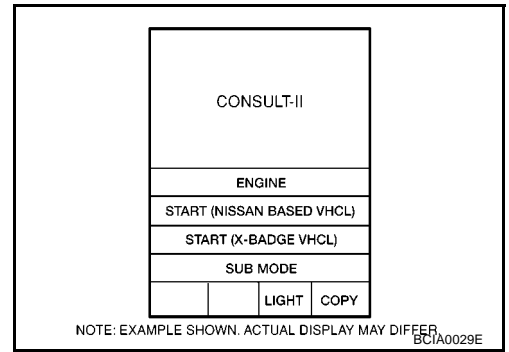 CONSULT-II
ENGINE
START (NISSAN BASED VHCL)
START (X-BADGE VHCL)
SUB MODE
LIGHT COPY
NOTE: EXAMPLE SHOWN. ACTUAL DISPLAY MAY DIFFER.
BCIA0029E